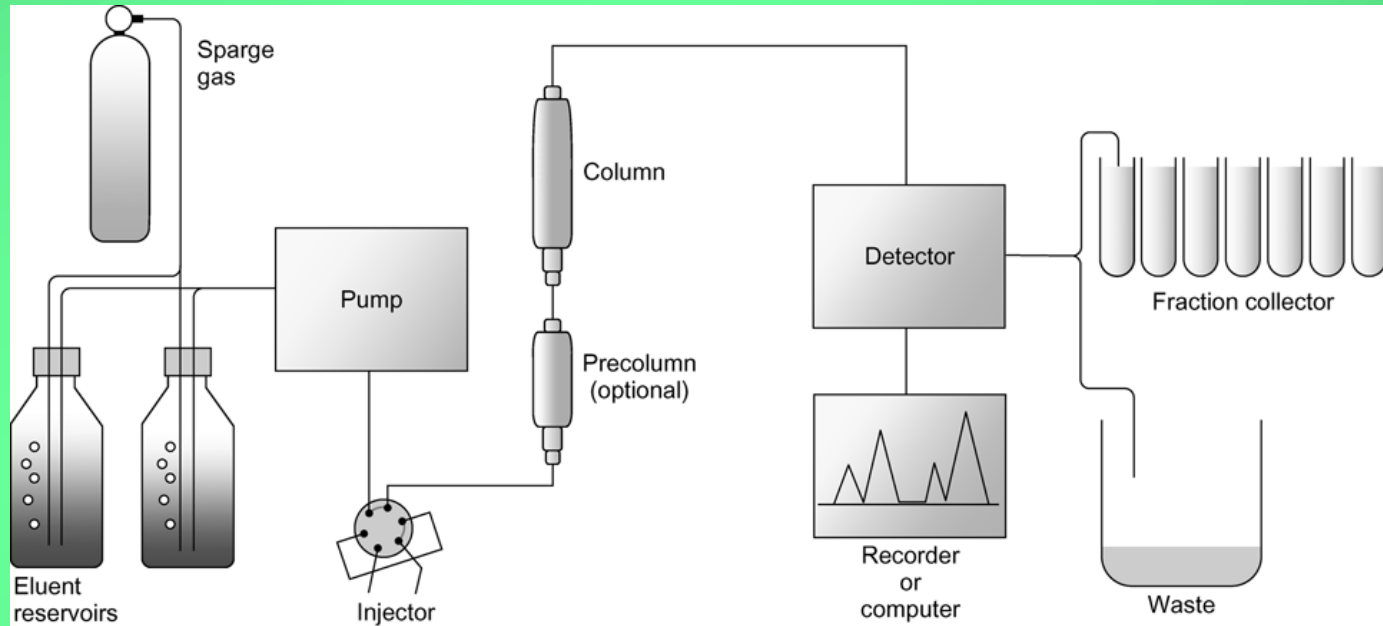 Sparge
gas
Column
Pump
Detector
Fraction collector
Precolumn
(optional)
Eluent
reservoirs
Injector
Recorder
or
computer
Waste